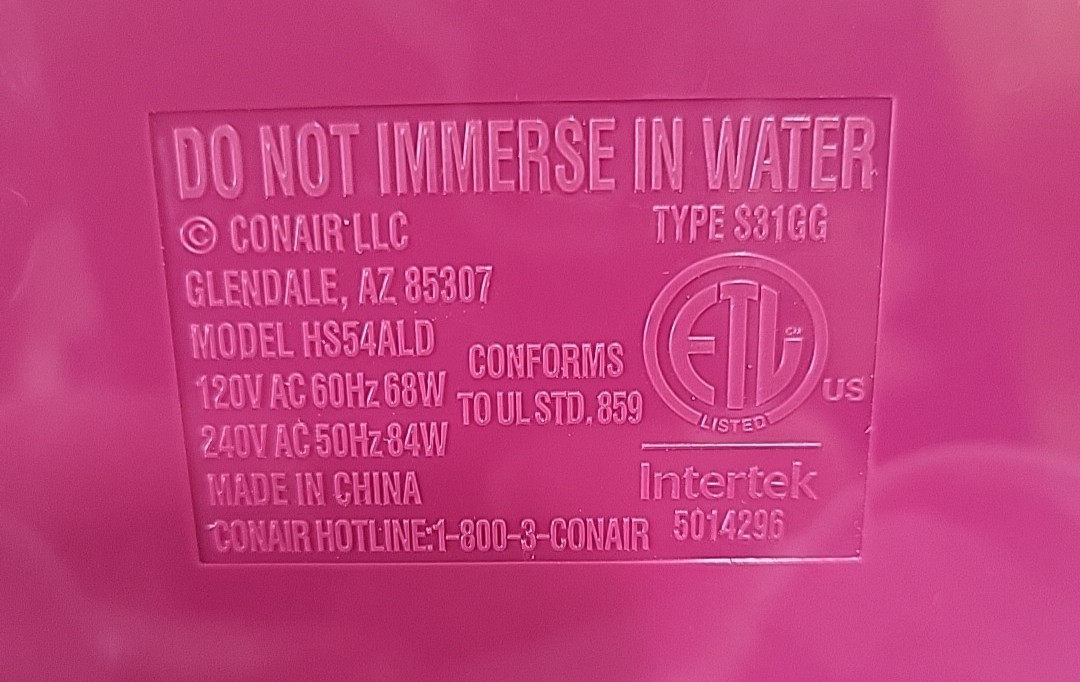 DO NOT IMMERSE IN WATER
© CONAIR LLC
TYPE S31GG
GLENDALE, AZ 85307
MODEL HS54ALD
120V AC 60Hz 68W
240V AC 50Hz 84W
MADE IN CHINA
CONAIR HOTLINE:1-800-3-CONAIR
CONFORMS
TO UL STD. 859
ETL CM
LISTED
US
Intertek
5014296